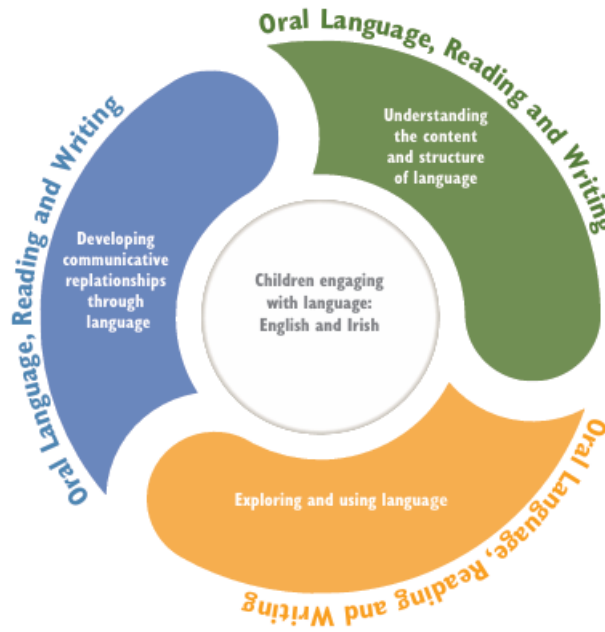 Oral Language, Reading and Writing
Understanding
the content
and structure
of language
Oral Language, Reading and Writing
Developing
communicative
replationships
through
language
Children engaging
with language:
English and Irish
Exploring and using language
Oral Language, Reading and Writing